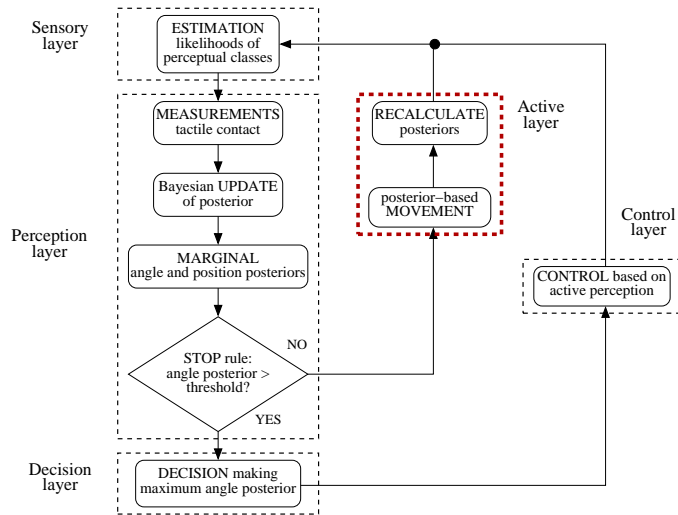 Sensory
layer
ESTIMATION
likelihoods of
perceptual classes
MEASUREMENTS
tactile contact
Bayesian UPDATE
of posterior
Perception
layer
MARGINAL
angle and position posteriors
STOP rule:
angle posterior >
threshold?
NO
YES
Decision
layer
DECISION making
maximum angle posterior
RECALCULATE
posteriors
posterior−based
MOVEMENT
Active
layer
Control
layer
CONTROL based on
active perception